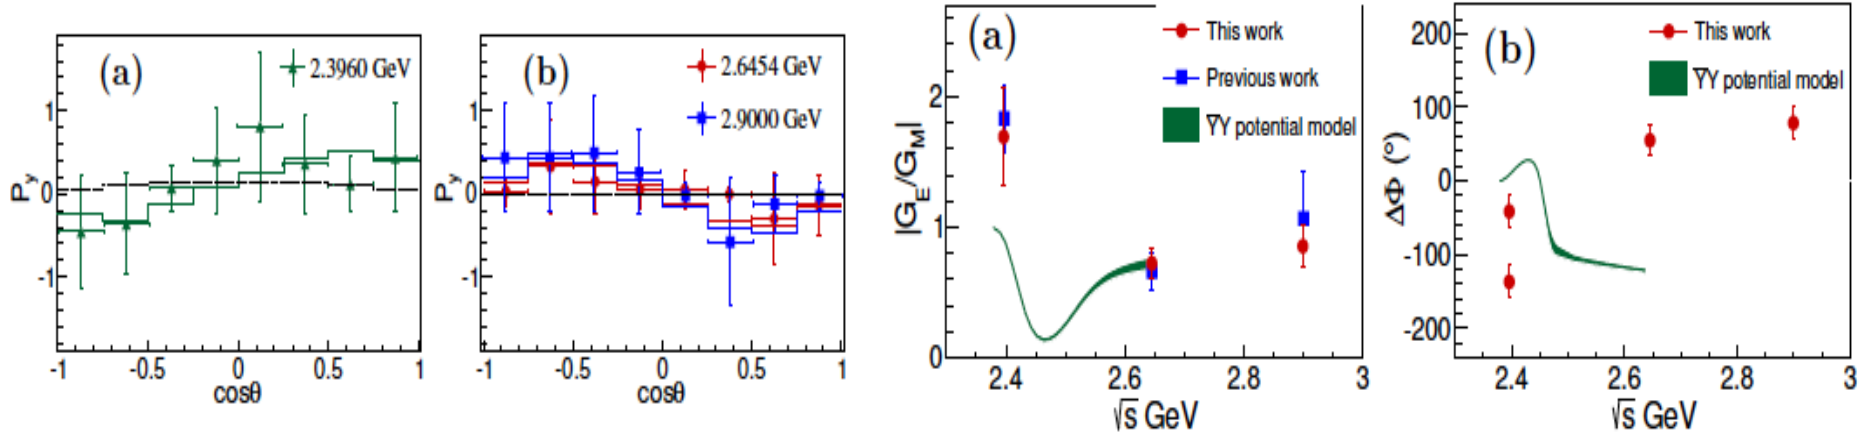 (a)
2.3960 GeV
P_y
1
0
-1
-1
-0.5
0
0.5
1
cosθ
(b)
2.6454 GeV
2.9000 GeV
P_y
1
0
-1
-1
-0.5
0
0.5
1
cosθ
(a)
This work
Previous work
ȲY potential model
|G_E/G_M|
2
1
0
2.4
2.6
2.8
3
√s GeV
(b)
This work
ȲY potential model
ΔΦ (°)
200
100
0
-100
-200
2.4
2.6
2.8
3
√s GeV